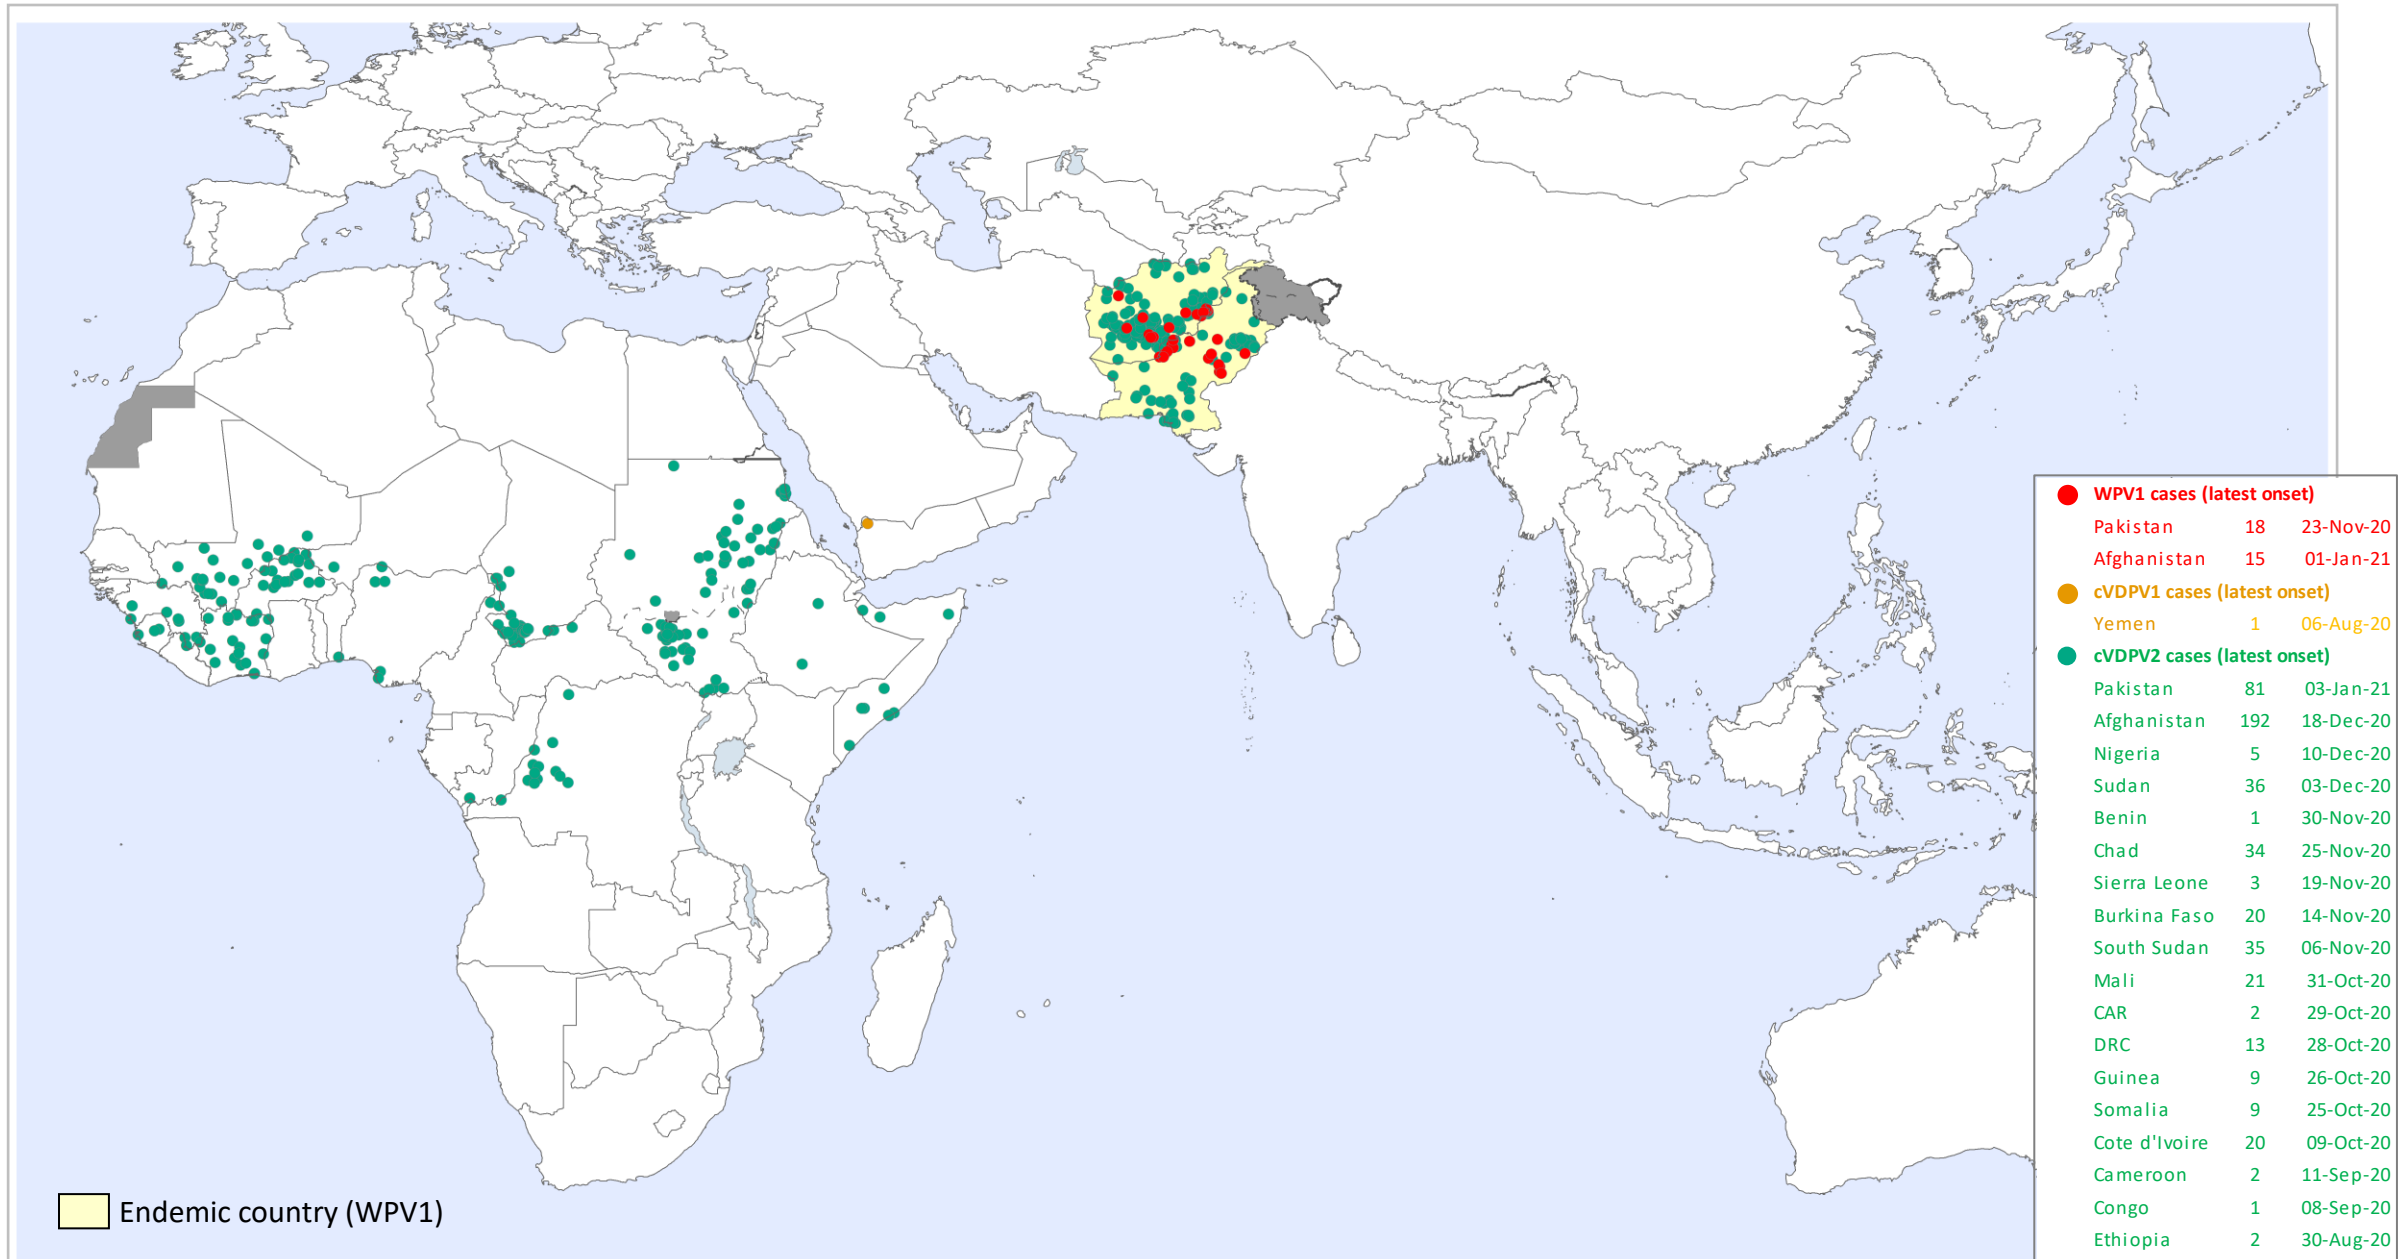 WPV1 cases (latest onset)
Pakistan 18 23-Nov-20
Afghanistan 15 01-Jan-21
cVDPV1 cases (latest onset)
Yemen 1 06-Aug-20
cVDPV2 cases (latest onset)
Pakistan 81 03-Jan-21
Afghanistan 192 18-Dec-20
Nigeria 5 10-Dec-20
Sudan 36 03-Dec-20
Benin 1 30-Nov-20
Chad 34 25-Nov-20
Sierra Leone 3 19-Nov-20
Burkina Faso 20 14-Nov-20
South Sudan 35 06-Nov-20
Mali 21 31-Oct-20
CAR 2 29-Oct-20
DRC 13 28-Oct-20
Guinea 9 26-Oct-20
Somalia 9 25-Oct-20
Cote d'Ivoire 20 09-Oct-20
Cameroon 2 11-Sep-20
Congo 1 08-Sep-20
Ethiopia 2 30-Aug-20
Endemic country (WPV1)